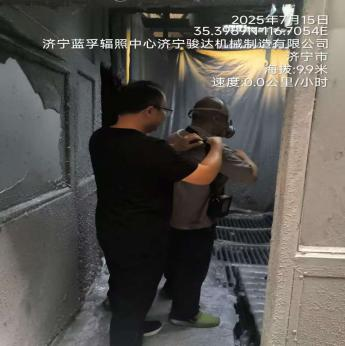 2025年7月15日
35.3989N 116.7054E
济宁蓝孚辐照中心济宁骏达机械制造有限公司
济宁市
海拔:9.9米
速度:0.0公里/小时